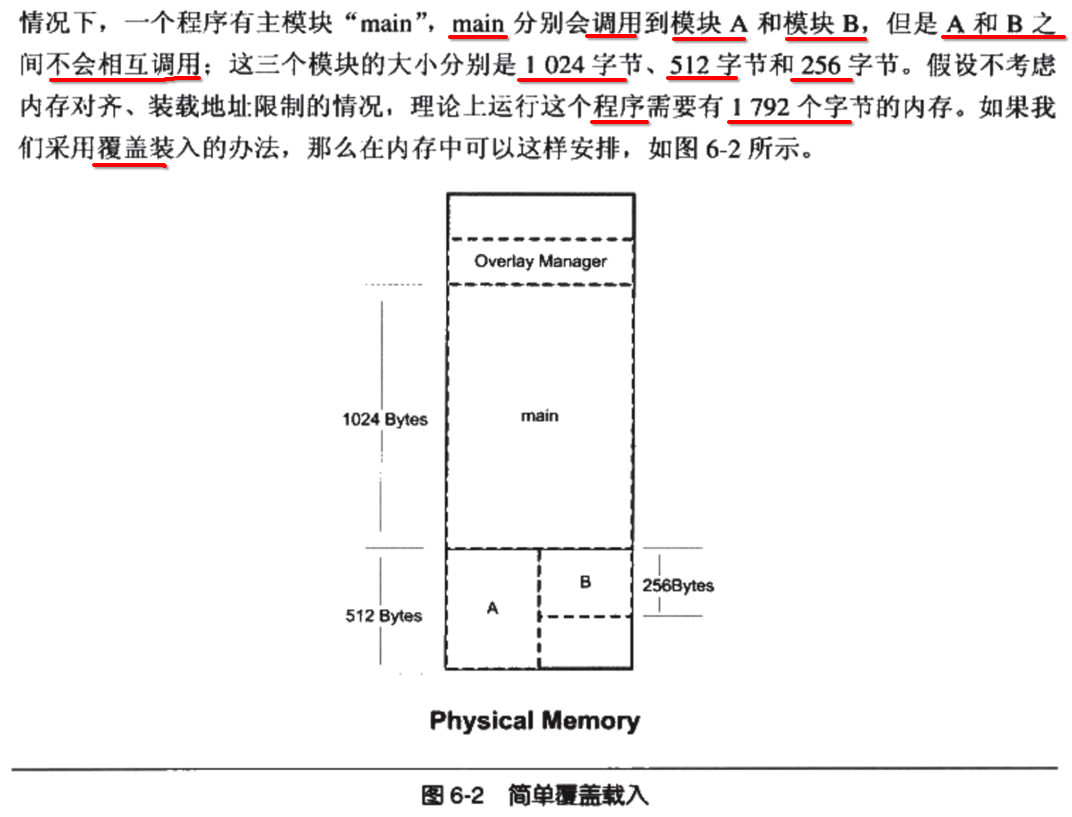 情况下，一个程序有主模块“main”，main 分别会调用到模块 A 和模块 B，但是 A 和 B 之
间不会相互调用；这三个模块的大小分别是 1 024 字节、512 字节和 256 字节。假设不考虑
内存对齐、装载地址限制的情况，理论上运行这个程序需要有 1 792 个字节的内存。如果我
们采用覆盖装入的办法，那么在内存中可以这样安排，如图 6-2 所示。
Overlay Manager
1024 Bytes
main
B
256Bytes
A
512 Bytes
Physical Memory
图 6-2 简单覆盖载入